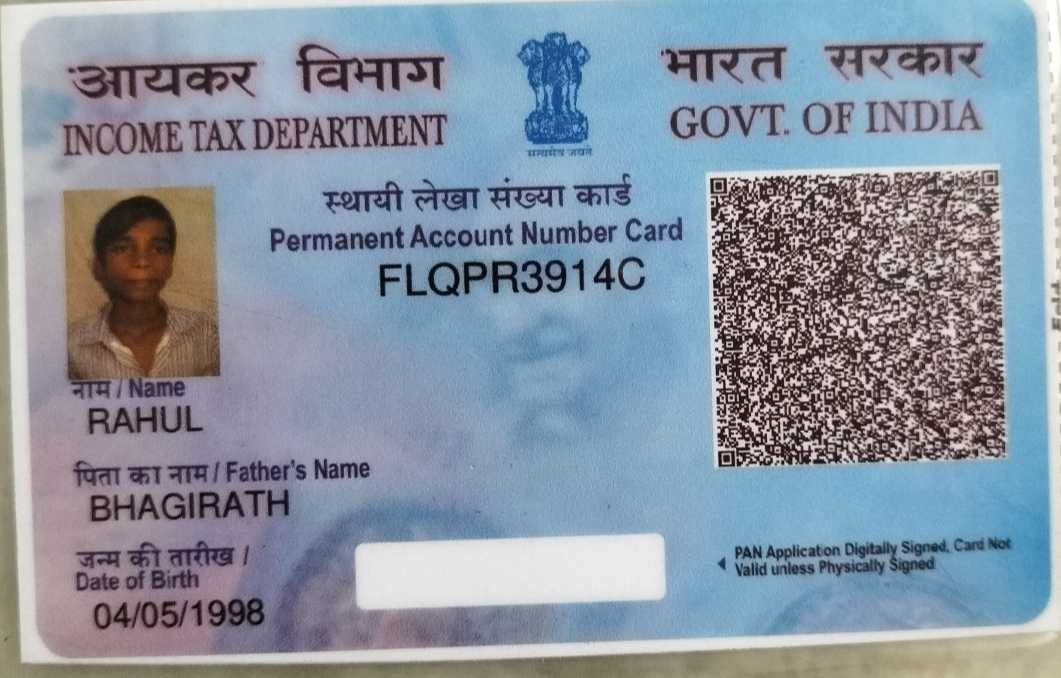 आयकर विभाग
INCOME TAX DEPARTMENT
सत्यमेव जयते
भारत सरकार
GOVT. OF INDIA
स्थायी लेखा संख्या कार्ड
Permanent Account Number Card
FLQPR3914C
नाम / Name
RAHUL
पिता का नाम / Father's Name
BHAGIRATH
जन्म की तारीख /
Date of Birth
04/05/1998
PAN Application Digitally Signed, Card Not
Valid unless Physically Signed